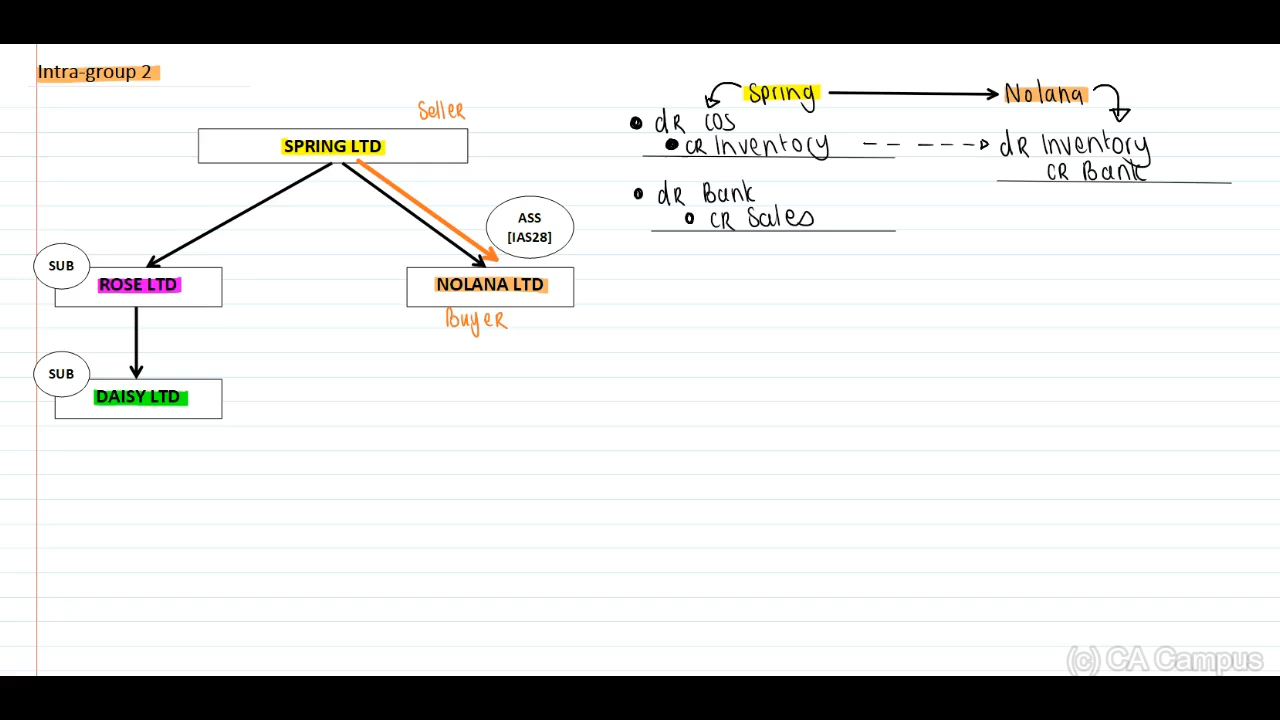 Intra-group 2
Seller
SPRING LTD
ASS
[IAS28]
SUB
ROSE LTD
NOLANA LTD
Buyer
SUB
DAISY LTD
Spring
Nolana
dR COS
CR Inventory
dR Inventory
CR Bank
dR Bank
CR Sales
(c) CA Campus